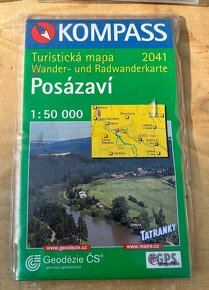 KOMPASS
Turistická mapa 2041
Wander- und Radwanderkarte
Posázaví
1:50 000
TATRANKY
www.geodezie.cz
www.mairs.cz
Geodézie ČS
GPS